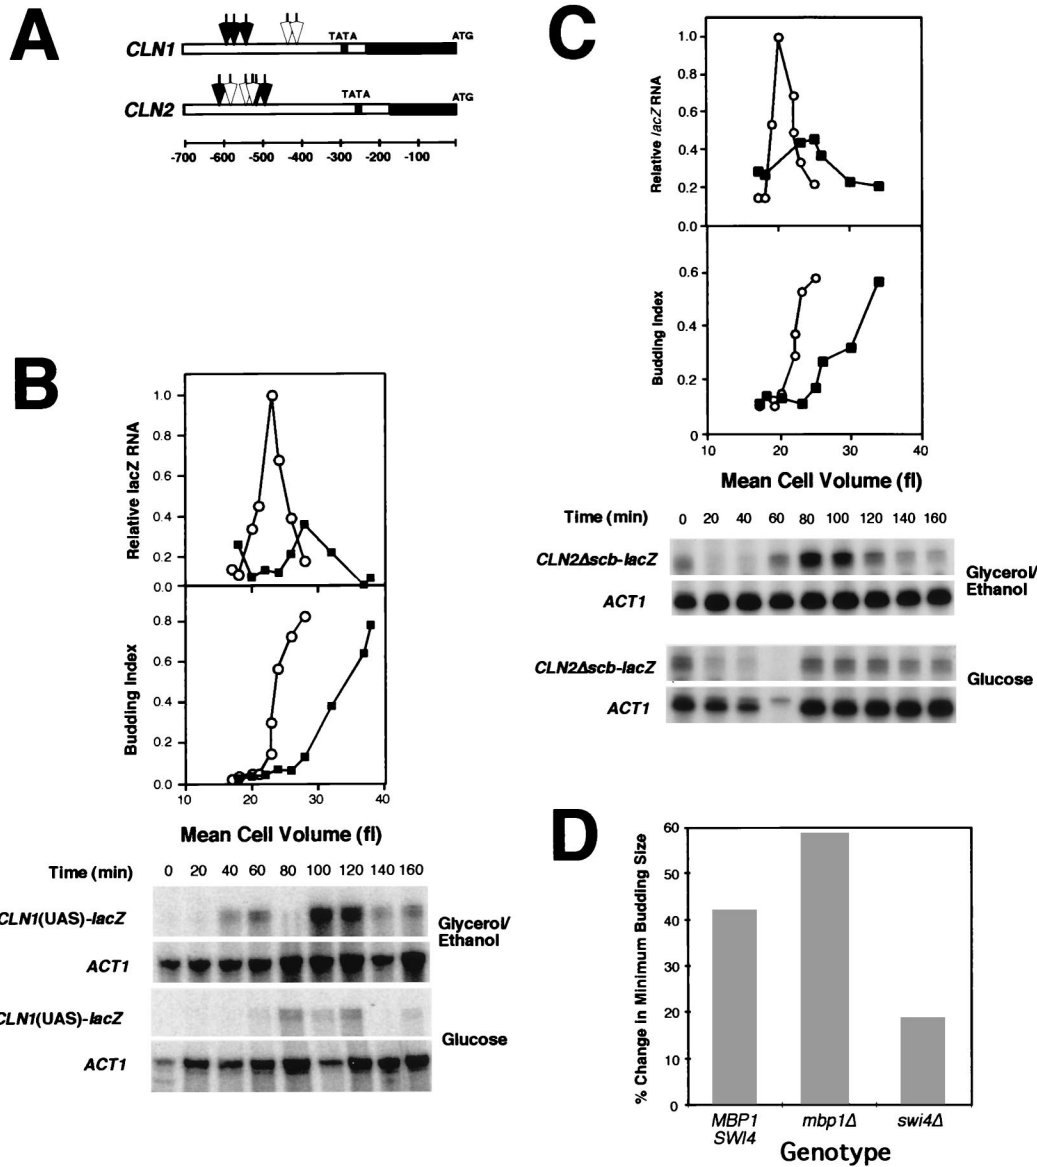 A
TATA
ATG
CLN1
TATA
ATG
CLN2
-700 -600 -500 -400 -300 -200 -100
B
1.0
0.8
0.6
0.4
0.2
0.0
Relative lacZ RNA
0.8
0.6
0.4
0.2
0.0
Budding Index
10 20 30 40
Mean Cell Volume (fl)
Time (min) 0 20 40 60 80 100 120 140 160
CLN1(UAS)-lacZ
ACT1
Glycerol/
Ethanol
CLN1(UAS)-lacZ
ACT1
Glucose
C
1.0
0.8
0.6
0.4
0.2
0.0
Relative lacZ RNA
0.6
0.4
0.2
0
Budding Index
10 20 30 40
Mean Cell Volume (fl)
Time (min) 0 20 40 60 80 100 120 140 160
CLN2Δscb-lacZ
ACT1
Glycerol/
Ethanol
CLN2Δscb-lacZ
ACT1
Glucose
D
60
50
40
30
20
10
0
% Change in Minimum Budding Size
MBP1
SWI4
mbp1Δ
swi4Δ
Genotype